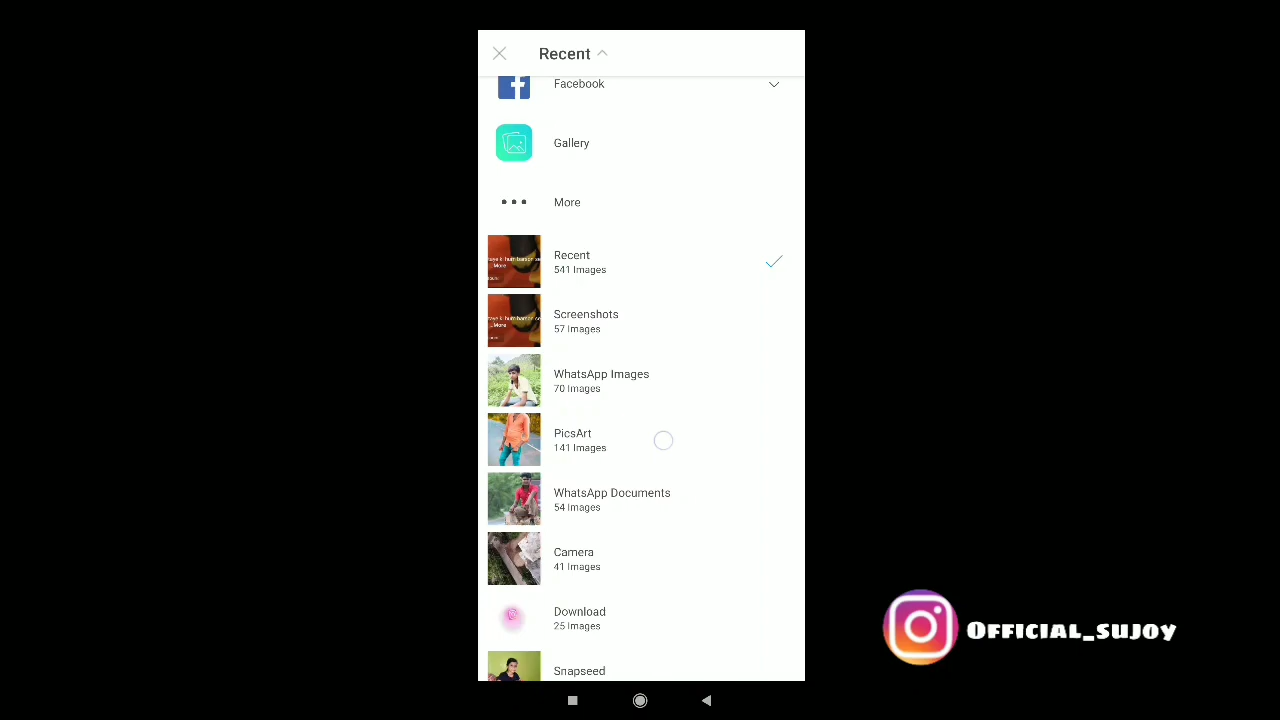 Recent
Facebook
Gallery
More
Recent
541 Images
Screenshots
57 Images
WhatsApp Images
70 Images
PicsArt
141 Images
WhatsApp Documents
54 Images
Camera
41 Images
Download
25 Images
Snapseed
Official_sujoy